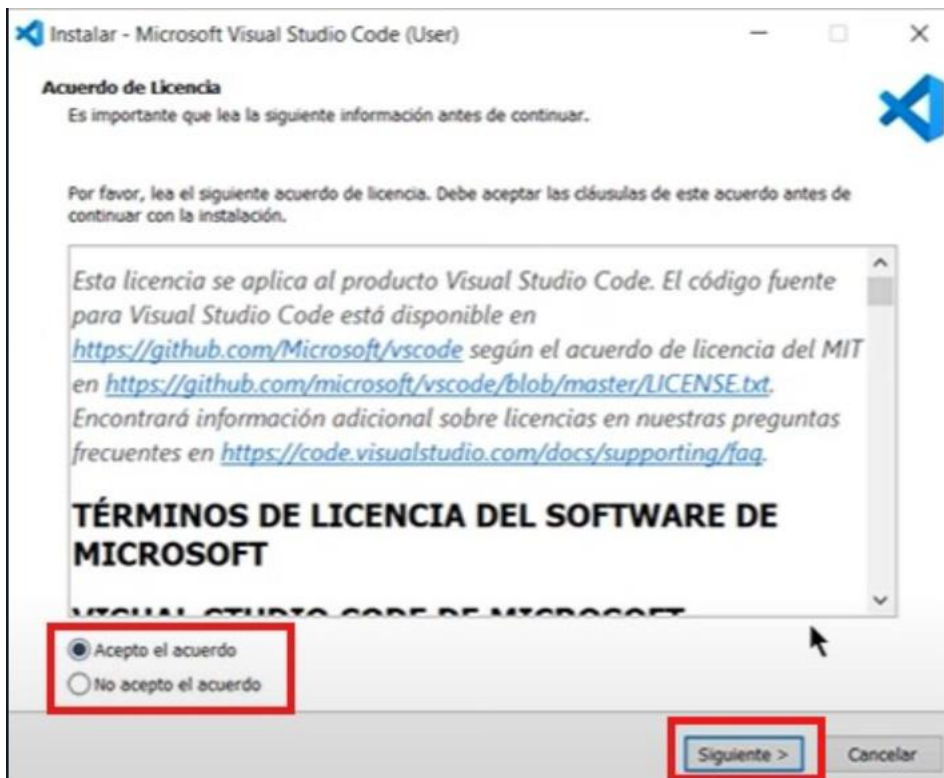 Instalar - Microsoft Visual Studio Code (User)
Acuerdo de Licencia
Es importante que lea la siguiente información antes de continuar.
Por favor, lea el siguiente acuerdo de licencia. Debe aceptar las cláusulas de este acuerdo antes de
continuar con la instalación.
Esta licencia se aplica al producto Visual Studio Code. El código fuente
para Visual Studio Code está disponible en
https://github.com/Microsoft/vscode según el acuerdo de licencia del MIT
en https://github.com/microsoft/vscode/blob/master/LICENSE.txt.
Encontrará información adicional sobre licencias en nuestras preguntas
frecuentes en https://code.visualstudio.com/docs/supporting/faq.
TÉRMINOS DE LICENCIA DEL SOFTWARE DE
MICROSOFT
VISUAL STUDIO CODE DE MICROSOFT
Acepto el acuerdo
No acepto el acuerdo
Siguiente >
Cancelar